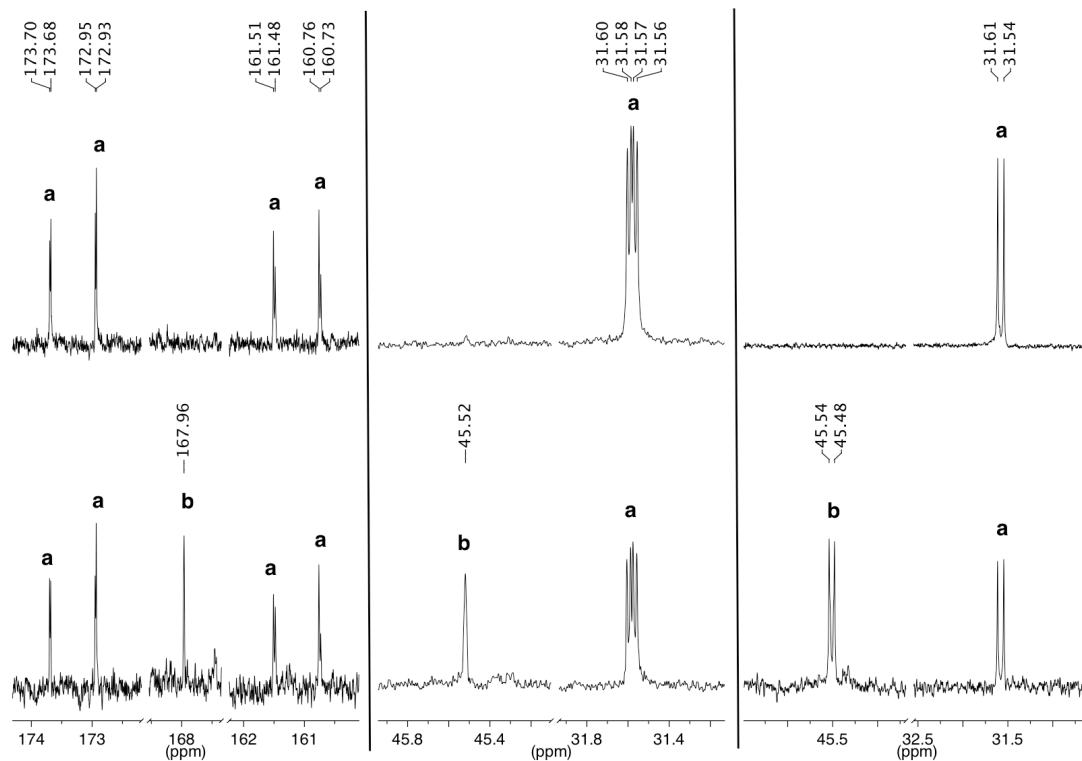 173.70
173.68
172.95
172.93
161.51
161.48
160.76
160.73
31.60
31.58
31.57
31.56
31.61
31.54
a
a
a
a
a
a
167.96
45.52
45.54
45.48
a
a
b
a
a
b
a
b
a
174 173 168 162 161
(ppm)
45.8 45.4 31.8 31.4
(ppm)
45.5 32.5 31.5
(ppm)